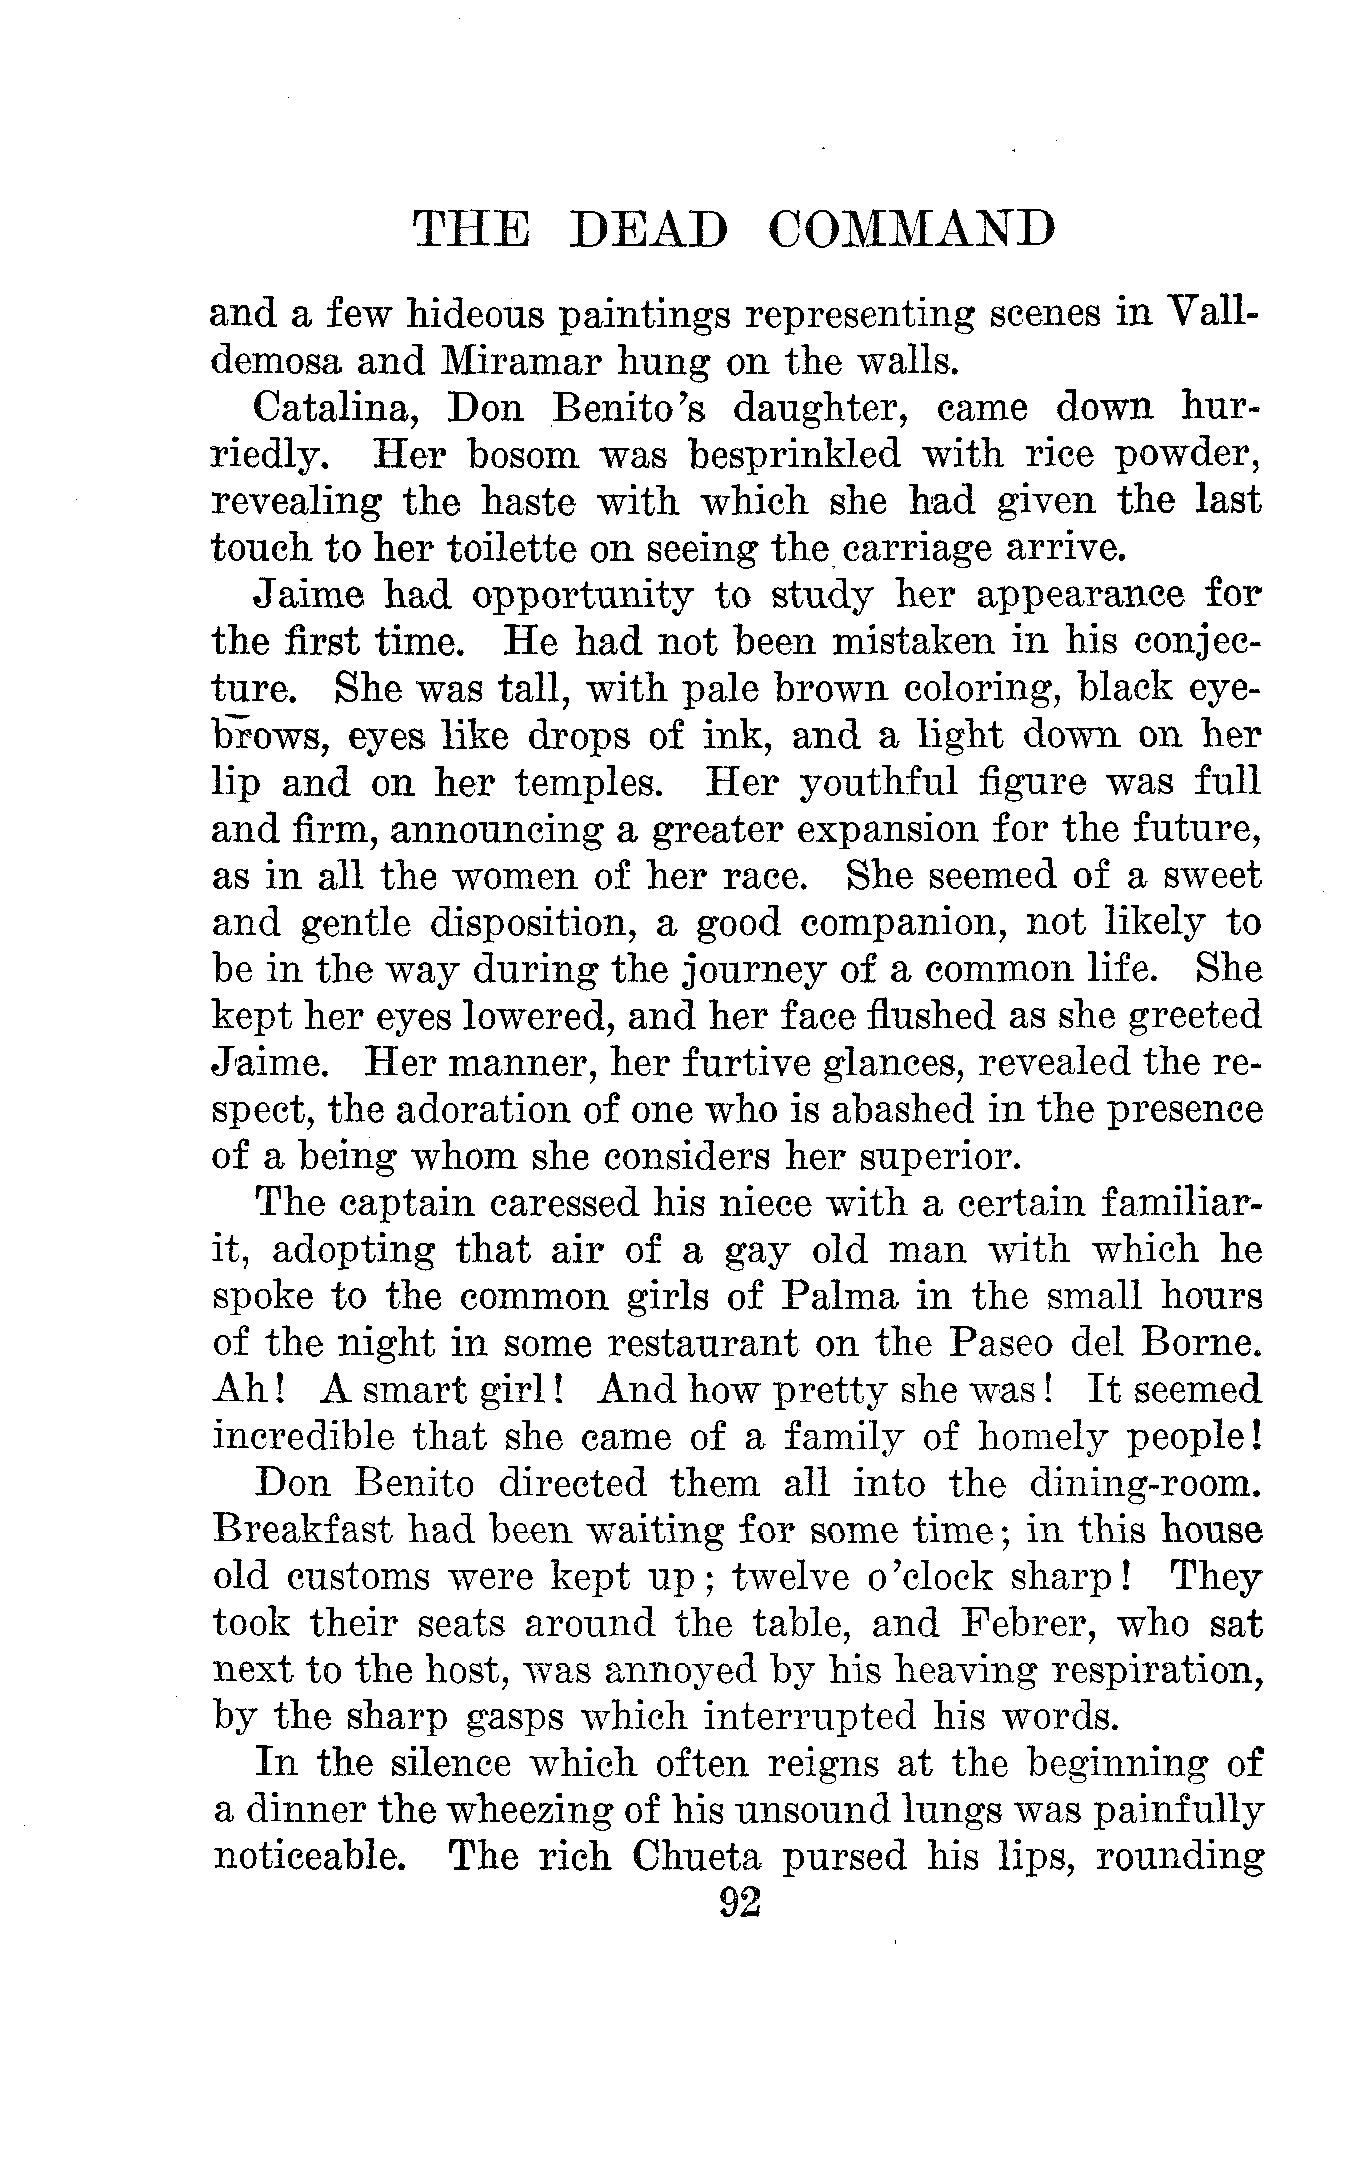 THE DEAD COMMAND
and a few hideous paintings representing scenes in Vall-
demosa and Miramar hung on the walls.
Catalina, Don Benito's daughter, came down hur-
riedly. Her bosom was besprinkled with rice powder,
revealing the haste with which she had given the last
touch to her toilette on seeing the carriage arrive.
Jaime had opportunity to study her appearance for
the first time. He had not been mistaken in his conjec-
ture. She was tall, with pale brown coloring, black eye-
brows, eyes like drops of ink, and a light down on her
lip and on her temples. Her youthful figure was full
and firm, announcing a greater expansion for the future,
as in all the women of her race. She seemed of a sweet
and gentle disposition, a good companion, not likely to
be in the way during the journey of a common life. She
kept her eyes lowered, and her face flushed as she greeted
Jaime. Her manner, her furtive glances, revealed the re-
spect, the adoration of one who is abashed in the presence
of a being whom she considers her superior.
The captain caressed his niece with a certain familiar-
it, adopting that air of a gay old man with which he
spoke to the common girls of Palma in the small hours
of the night in some restaurant on the Paseo del Borne.
Ah! A smart girl! And how pretty she was! It seemed
incredible that she came of a family of homely people!
Don Benito directed them all into the dining-room.
Breakfast had been waiting for some time; in this house
old customs were kept up; twelve o'clock sharp! They
took their seats around the table, and Febrer, who sat
next to the host, was annoyed by his heaving respiration,
by the sharp gasps which interrupted his words.
In the silence which often reigns at the beginning of
a dinner the wheezing of his unsound lungs was painfully
noticeable. The rich Chueta pursed his lips, rounding
92